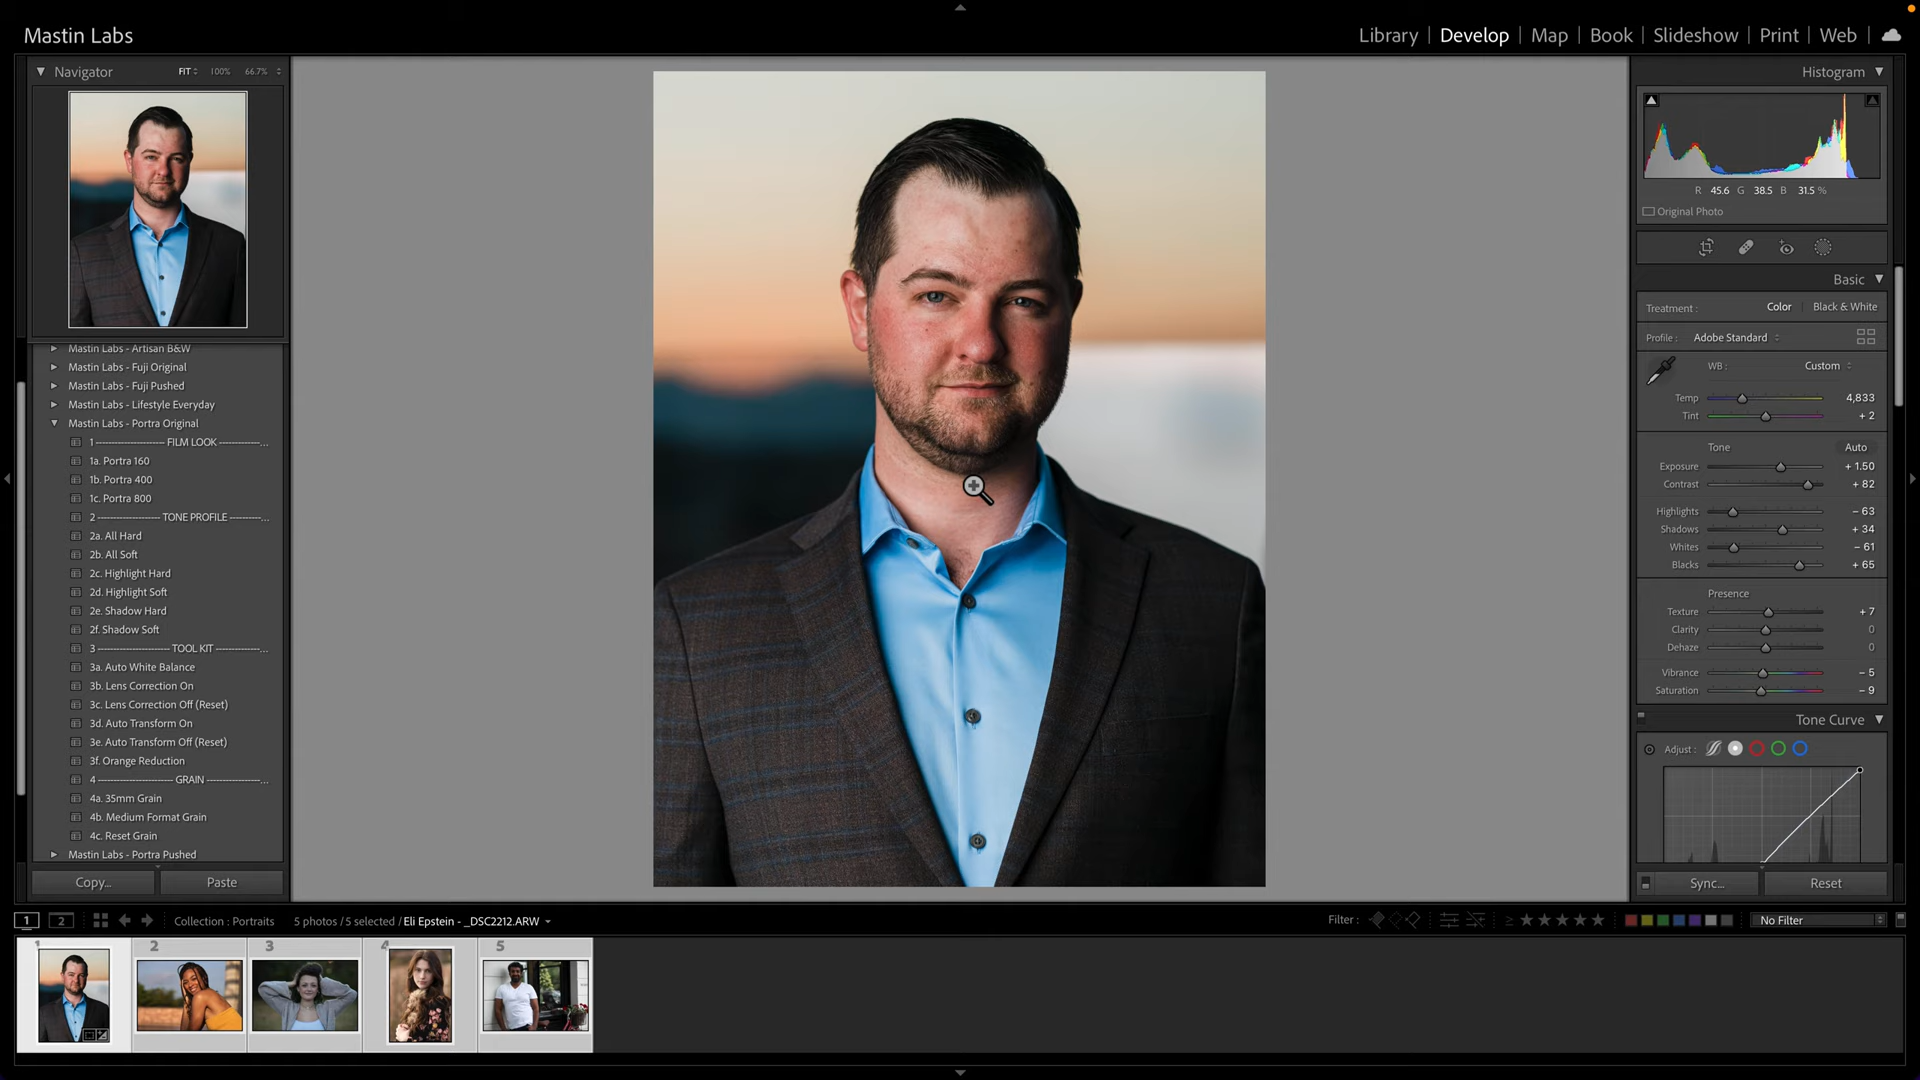 Mastin Labs
Library | Develop | Map | Book | Slideshow | Print | Web |
Navigator FIT 100% 66.7%
Mastin Labs - Artisan B&W
Mastin Labs - Fuji Original
Mastin Labs - Fuji Pushed
Mastin Labs - Lifestyle Everyday
Mastin Labs - Portra Original
1 ---------------------- FILM LOOK --------------...
1a. Portra 160
1b. Portra 400
1c. Portra 800
2 -------------------- TONE PROFILE ----------...
2a. All Hard
2b. All Soft
2c. Highlight Hard
2d. Highlight Soft
2e. Shadow Hard
2f. Shadow Soft
3 ----------------------- TOOL KIT ---------------...
3a. Auto White Balance
3b. Lens Correction On
3c. Lens Correction Off (Reset)
3d. Auto Transform On
3e. Auto Transform Off (Reset)
3f. Orange Reduction
4 ------------------------- GRAIN -----------------...
4a. 35mm Grain
4b. Medium Format Grain
4c. Reset Grain
Mastin Labs - Portra Pushed
Copy... Paste
Histogram
R 45.6 G 38.5 B 31.5 %
Original Photo
Basic
Treatment : Color | Black & White
Profile : Adobe Standard
WB : Custom
Temp 4,833
Tint + 2
Tone Auto
Exposure + 1.50
Contrast + 82
Highlights − 63
Shadows + 34
Whites − 61
Blacks + 65
Presence
Texture + 7
Clarity 0
Dehaze 0
Vibrance − 5
Saturation − 9
Tone Curve
Adjust :
Sync... Reset
1 2 Collection : Portraits 5 photos / 5 selected / Eli Epstein - _DSC2212.ARW Filter : ≥ ★★★★★ No Filter
1 2 3 4 5